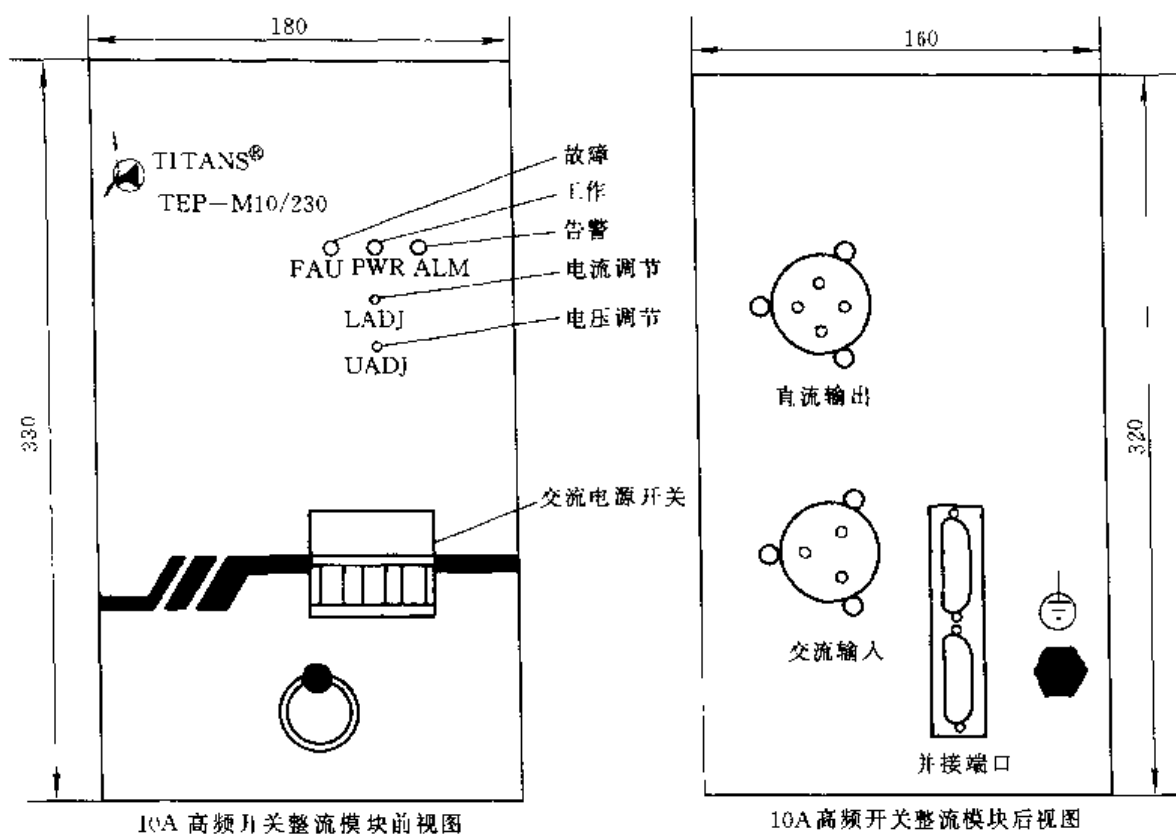 180
330
TITANS®
TEP-M10/230
故障
工作
告警
FAU PWR ALM
电流调节
LADJ
电压调节
UADJ
交流电源开关
10A 高频开关整流模块前视图
160
320
直流输出
交流输入
并接端口
10A高频开关整流模块后视图